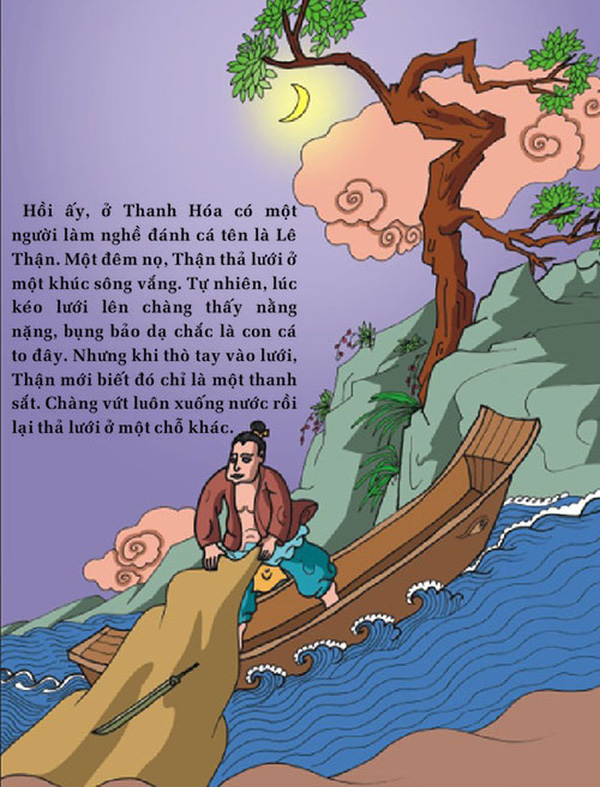 Hồi ấy, ở Thanh Hóa có một
người làm nghề đánh cá tên là Lê
Thận. Một đêm nọ, Thận thả lưới ở
một khúc sông vắng. Tự nhiên, lúc
kéo lưới lên chàng thấy nằng
nặng, bụng bảo dạ chắc là con cá
to đây. Nhưng khi thò tay vào lưới,
Thận mới biết đó chỉ là một thanh
sắt. Chàng vứt luôn xuống nước rồi
lại thả lưới ở một chỗ khác.